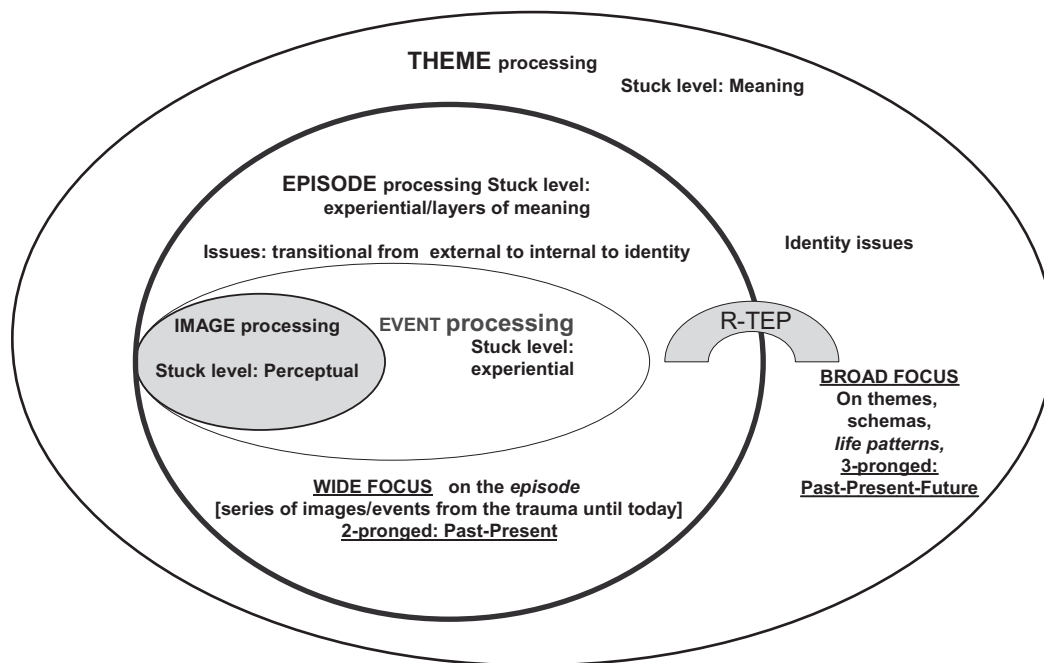 THEME processing
Stuck level: Meaning
EPISODE processing Stuck level:
experiential/layers of meaning
Issues: transitional from external to internal to identity
Identity issues
IMAGE processing
Stuck level: Perceptual
EVENT processing
Stuck level:
experiential
R-TEP
BROAD FOCUS
On themes,
schemas,
life patterns,
3-pronged:
Past-Present-Future
WIDE FOCUS on the episode
[series of images/events from the trauma until today]
2-pronged: Past-Present